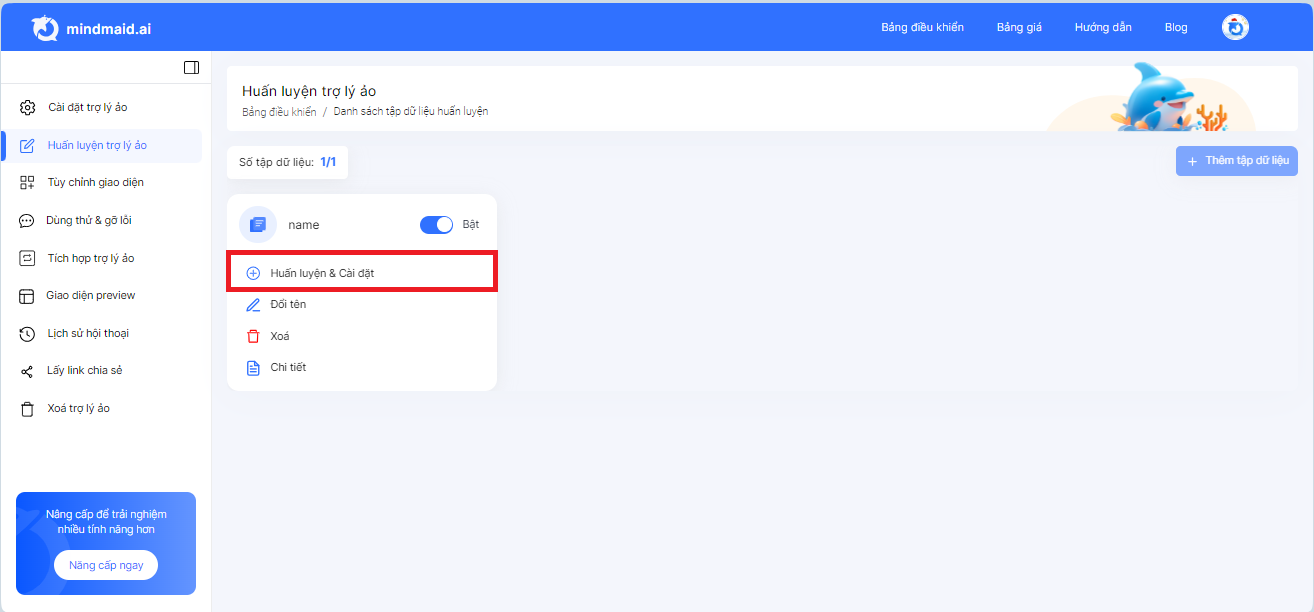 mindmaid.ai
Bảng điều khiển
Bảng giá
Hướng dẫn
Blog
Cài đặt trợ lý ảo
Huấn luyện trợ lý ảo
Tùy chỉnh giao diện
Dùng thử & gỡ lỗi
Tích hợp trợ lý ảo
Giao diện preview
Lịch sử hội thoại
Lấy link chia sẻ
Xoá trợ lý ảo
Nâng cấp để trải nghiệm
nhiều tính năng hơn
Nâng cấp ngay
Huấn luyện trợ lý ảo
Bảng điều khiển / Danh sách tập dữ liệu huấn luyện
Số tập dữ liệu: 1/1
+ Thêm tập dữ liệu
name
Bật
Huấn luyện & Cài đặt
Đổi tên
Xoá
Chi tiết